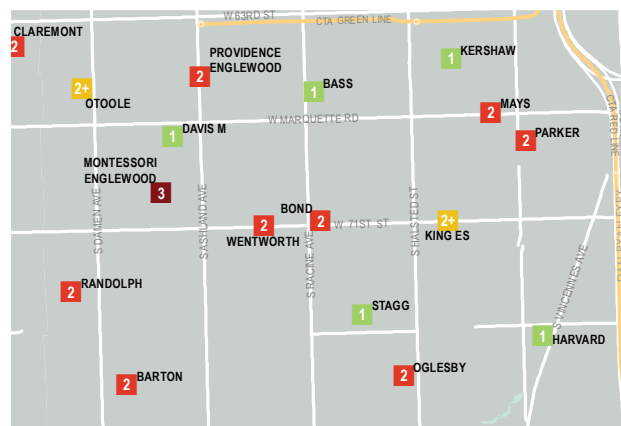 W 63RD ST
CTA GREEN LINE
CLAREMONT
2
PROVIDENCE
ENGLEWOOD
2
KERSHAW
1
2+
OTOOLE
BASS
1
MAYS
2
W MARQUETTE RD
CTA RED LINE
DAVIS M
1
PARKER
2
MONTESSORI
ENGLEWOOD
3
S DAMEN AVE
S ASHLAND AVE
BOND
2
2
WENTWORTH
W 71ST ST
S RACINE AVE
S HALSTED ST
2+
KING ES
DAN RYAN EXPY
S VINCENNES AVE
RANDOLPH
2
STAGG
1
1
HARVARD
2
BARTON
2
OGLESBY